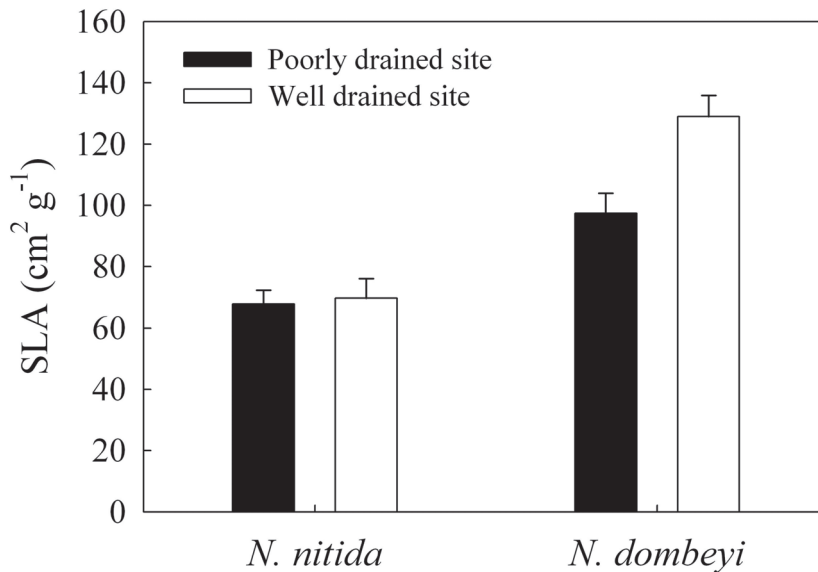 160
140
120
100
80
60
40
20
0
SLA (cm² g⁻¹)
Poorly drained site
Well drained site
N. nitida
N. dombeyi